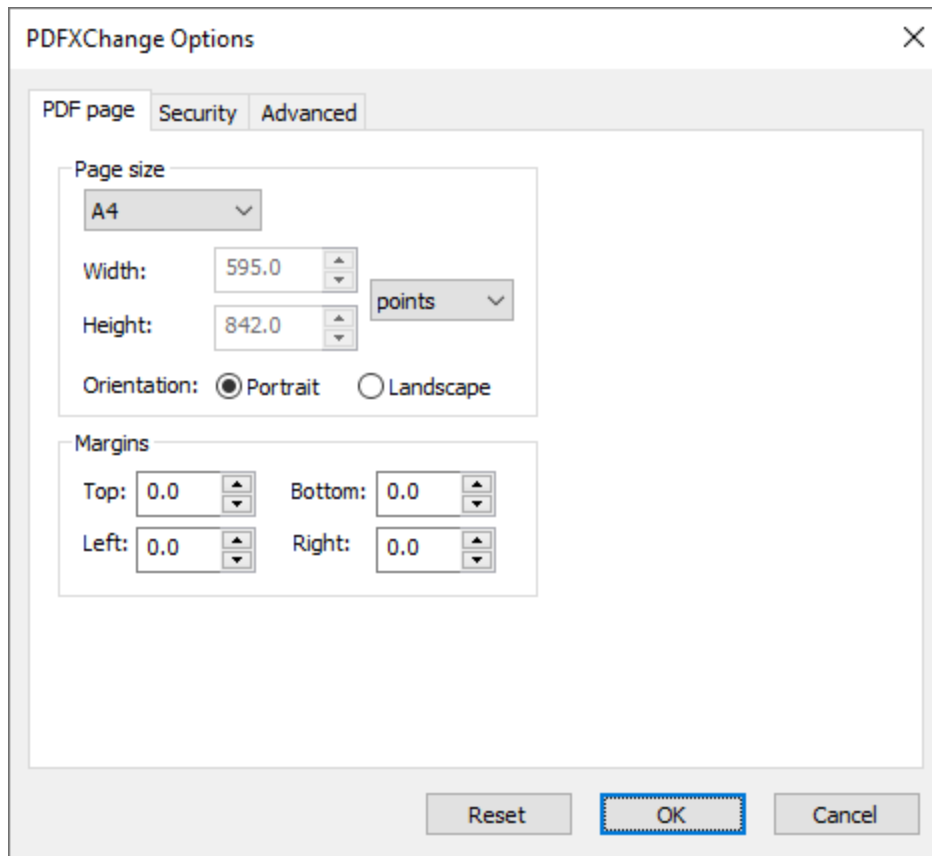 PDFXChange Options
PDF page Security Advanced
Page size
A4
Width: 595.0
points
Height: 842.0
Orientation: Portrait Landscape
Margins
Top: 0.0 Bottom: 0.0
Left: 0.0 Right: 0.0
Reset OK Cancel